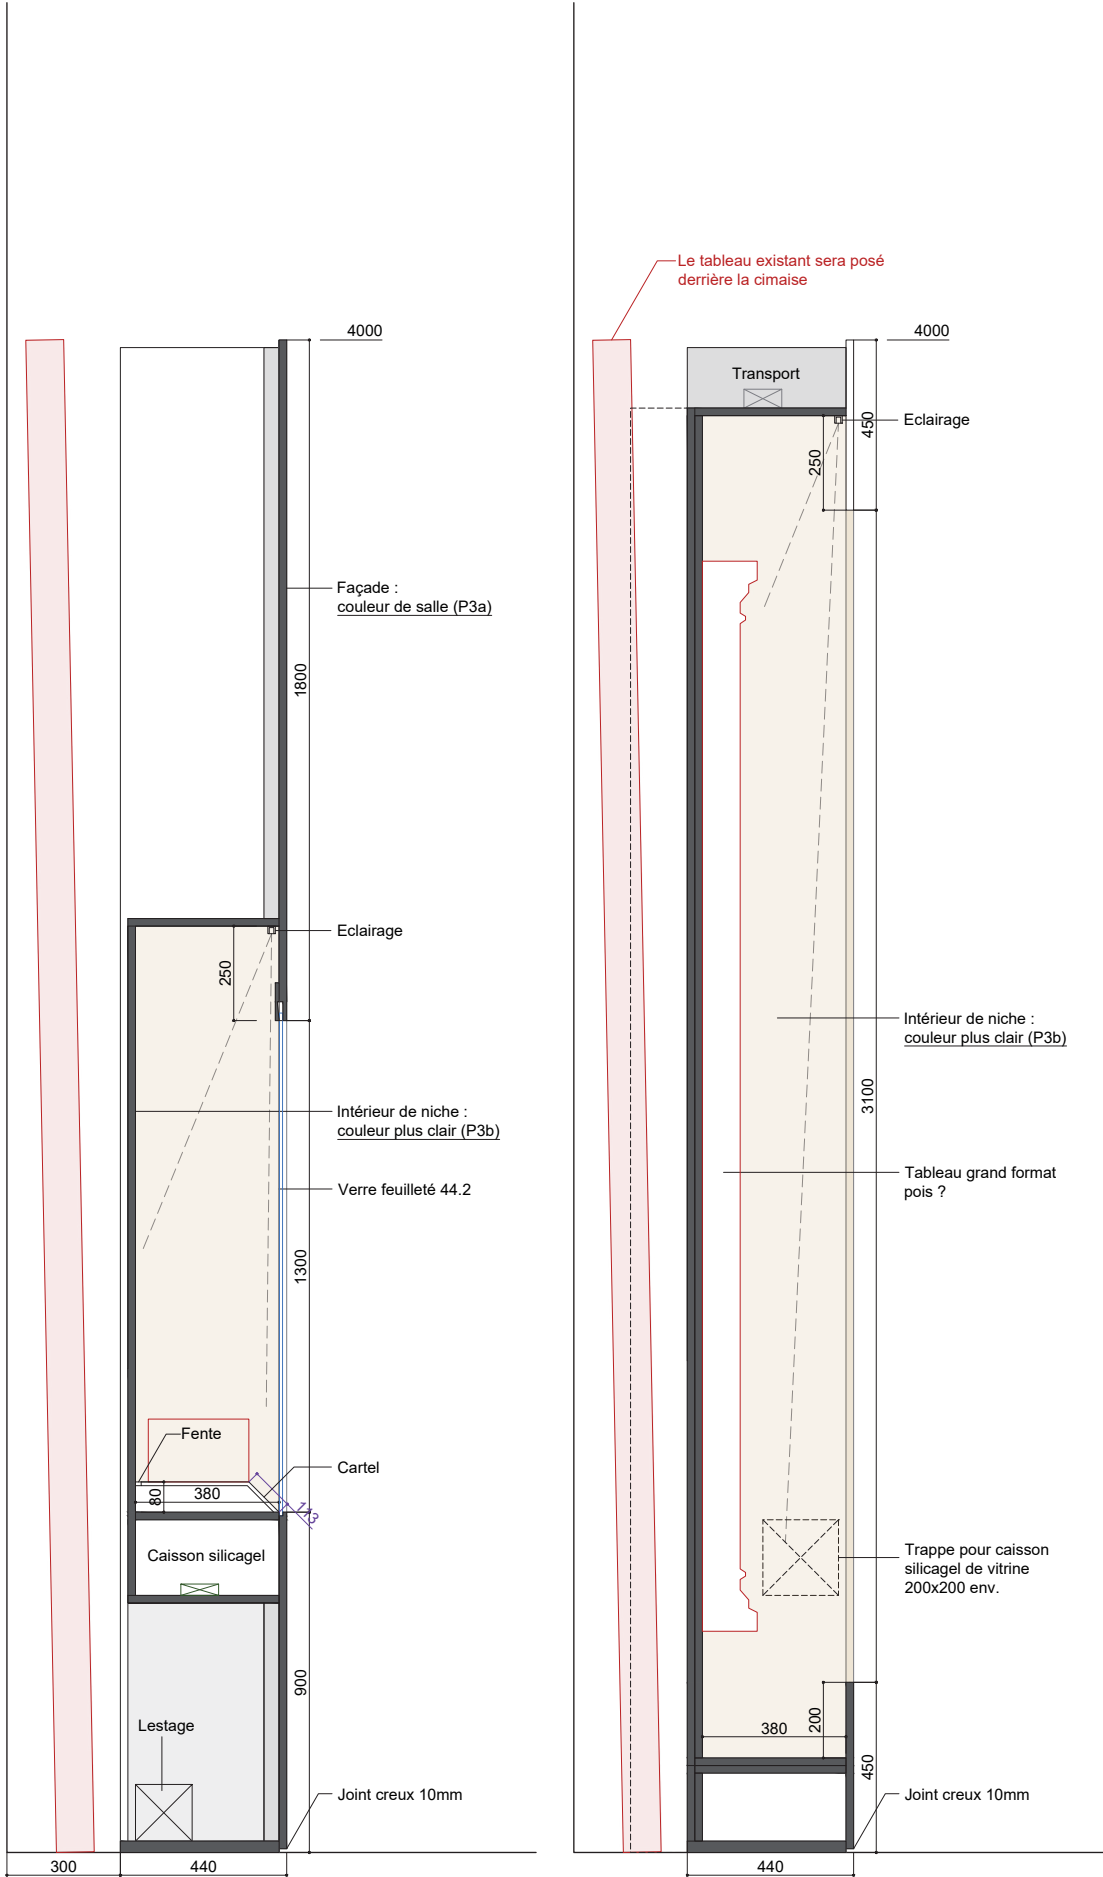 Le tableau existant sera posé
derrière la cimaise
4000
4000
Transport
Eclairage
450
250
Façade :
couleur de salle (P3a)
1800
Eclairage
250
Intérieur de niche :
couleur plus clair (P3b)
Intérieur de niche :
couleur plus clair (P3b)
3100
Verre feuilleté 44.2
Tableau grand format
pois ?
1300
Fente
Cartel
80
380
113
Caisson silicagel
Trappe pour caisson
silicagel de vitrine
200x200 env.
900
Lestage
380
200
450
Joint creux 10mm
Joint creux 10mm
300
440
440